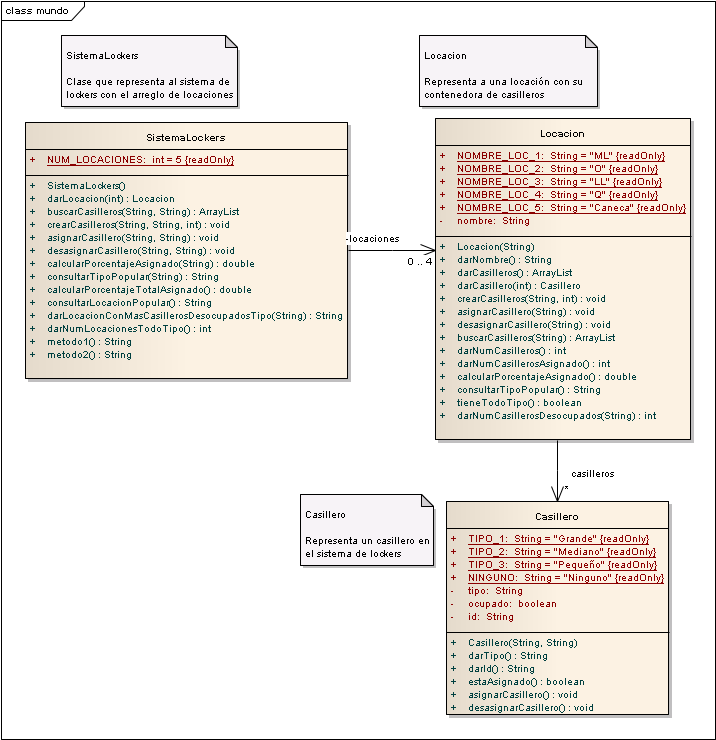 class mundo
SistemaLockers
Clase que representa al sistema de
lockers con el arreglo de locaciones
Locacion
Representa a una locación con su
contenedora de casilleros
SistemaLockers
+ NUM_LOCACIONES: int = 5 {readOnly}
+ SistemaLockers()
+ darLocacion(int) : Locacion
+ buscarCasilleros(String, String) : ArrayList
+ crearCasilleros(String, String, int) : void
+ asignarCasillero(String, String) : void
+ desasignarCasillero(String, String) : void
+ calcularPorcentajeAsignado(String) : double
+ consultarTipoPopular(String) : String
+ calcularPorcentajeTotalAsignado() : double
+ consultarLocacionPopular() : String
+ darLocacionConMasCasillerosDesocupadosTipo(String) : String
+ darNumLocacionesTodoTipo() : int
+ metodo1() : String
+ metodo2() : String
-locaciones
0 .. 4
Locacion
+ NOMBRE_LOC_1: String = "ML" {readOnly}
+ NOMBRE_LOC_2: String = "O" {readOnly}
+ NOMBRE_LOC_3: String = "LL" {readOnly}
+ NOMBRE_LOC_4: String = "Q" {readOnly}
+ NOMBRE_LOC_5: String = "Caneca" {readOnly}
- nombre: String
+ Locacion(String)
+ darNombre() : String
+ darCasilleros() : ArrayList
+ darCasillero(int) : Casillero
+ crearCasilleros(String, int) : void
+ asignarCasillero(String) : void
+ desasignarCasillero(String) : void
+ buscarCasilleros(String) : ArrayList
+ darNumCasilleros() : int
+ darNumCasillerosAsignado() : int
+ calcularPorcentajeAsignado() : double
+ consultarTipoPopular() : String
+ tieneTodoTipo() : boolean
+ darNumCasillerosDesocupados(String) : int
casilleros
*
Casillero
Representa un casillero en
el sistema de lockers
Casillero
+ TIPO_1: String = "Grande" {readOnly}
+ TIPO_2: String = "Mediano" {readOnly}
+ TIPO_3: String = "Pequeño" {readOnly}
+ NINGUNO: String = "Ninguno" {readOnly}
- tipo: String
- ocupado: boolean
- id: String
+ Casillero(String, String)
+ darTipo() : String
+ darId() : String
+ estaAsignado() : boolean
+ asignarCasillero() : void
+ desasignarCasillero() : void